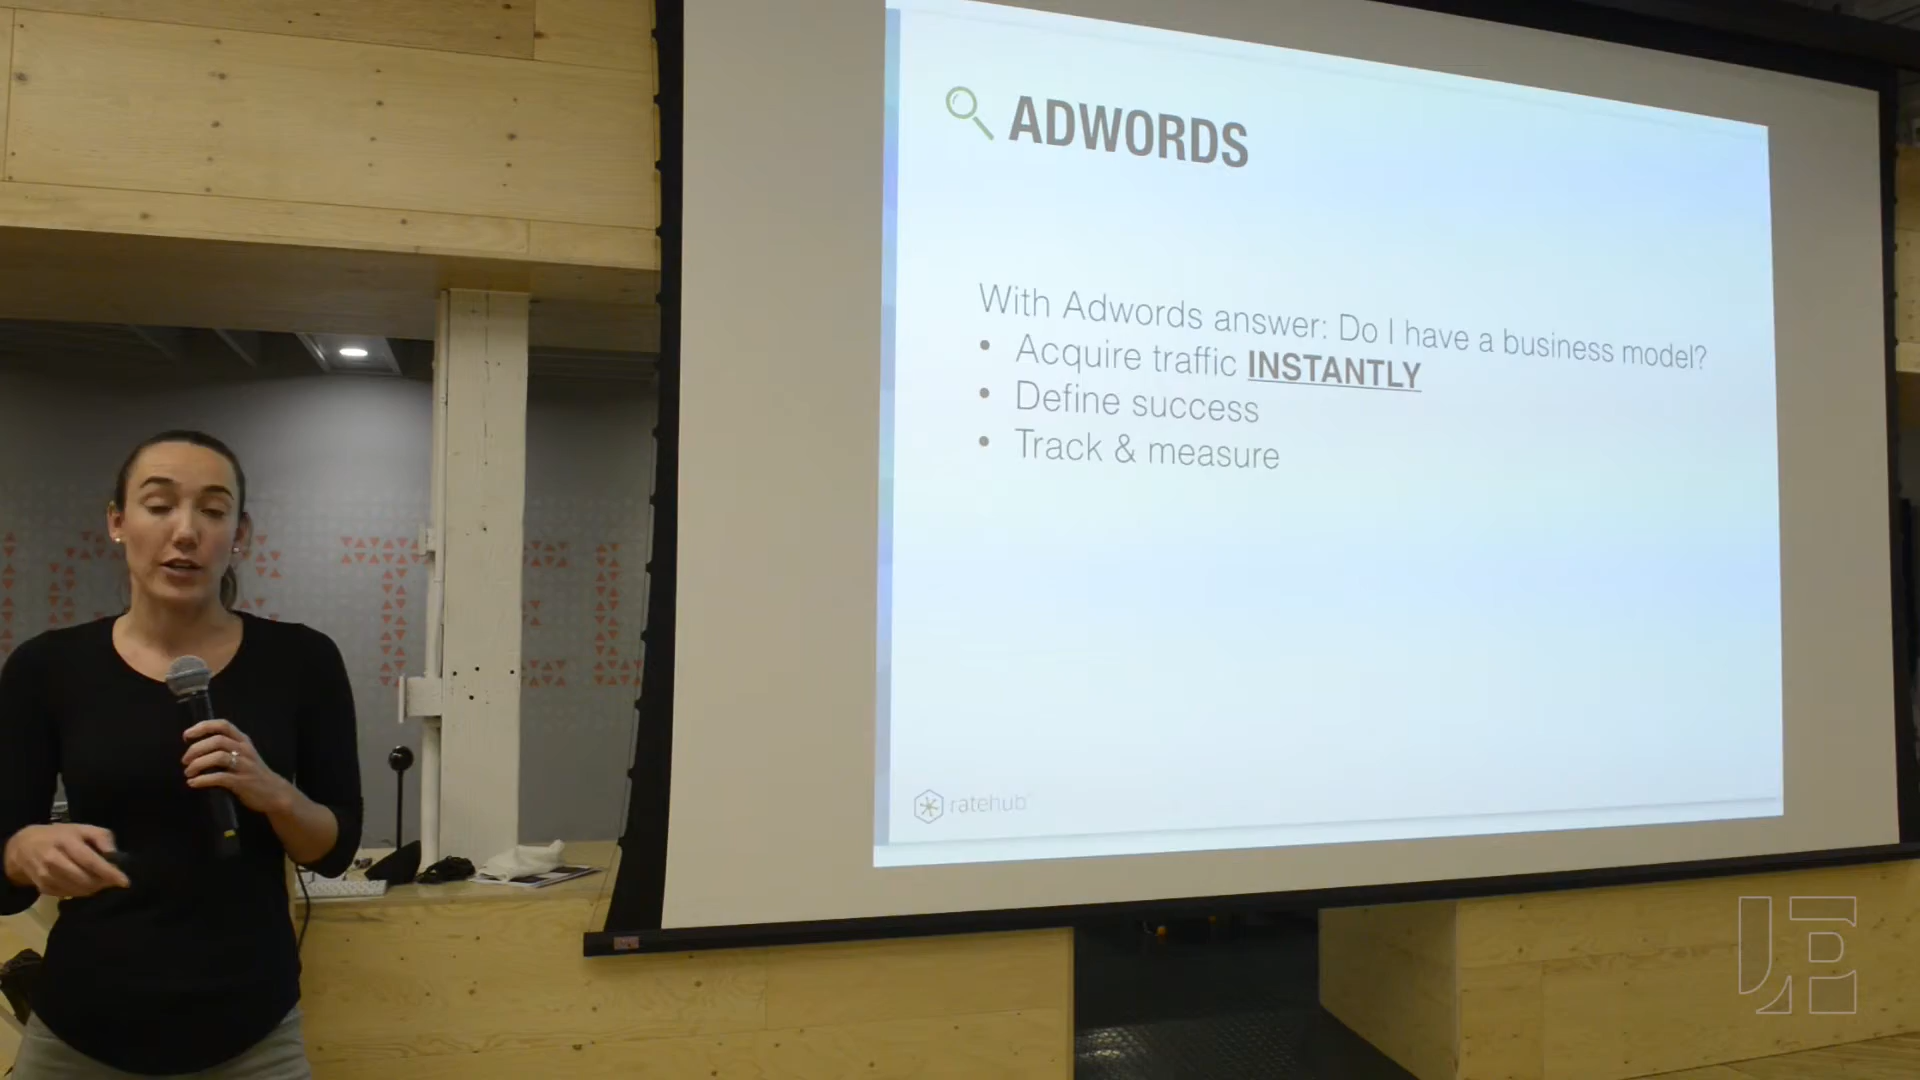 ADWORDS
With Adwords answer: Do I have a business model?
• Acquire traffic INSTANTLY
• Define success
• Track & measure
ratehub